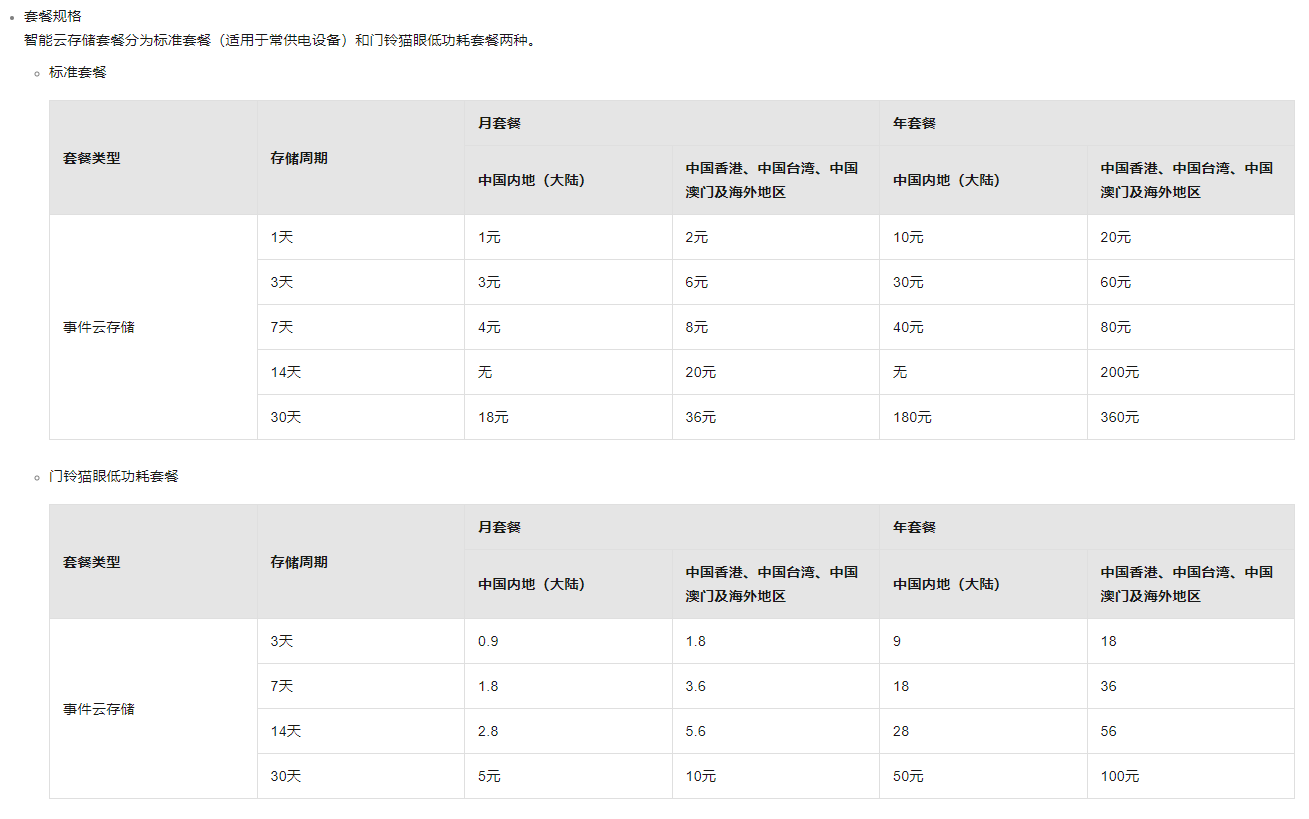 套餐规格
智能云存储套餐分为标准套餐（适用于常供电设备）和门铃猫眼低功耗套餐两种。
标准套餐
套餐类型 存储周期 月套餐 年套餐
中国内地（大陆） 中国香港、中国台湾、中国澳门及海外地区 中国内地（大陆） 中国香港、中国台湾、中国澳门及海外地区
事件云存储
1天 1元 2元 10元 20元
3天 3元 6元 30元 60元
7天 4元 8元 40元 80元
14天 无 20元 无 200元
30天 18元 36元 180元 360元
门铃猫眼低功耗套餐
套餐类型 存储周期 月套餐 年套餐
中国内地（大陆） 中国香港、中国台湾、中国澳门及海外地区 中国内地（大陆） 中国香港、中国台湾、中国澳门及海外地区
事件云存储
3天 0.9 1.8 9 18
7天 1.8 3.6 18 36
14天 2.8 5.6 28 56
30天 5元 10元 50元 100元